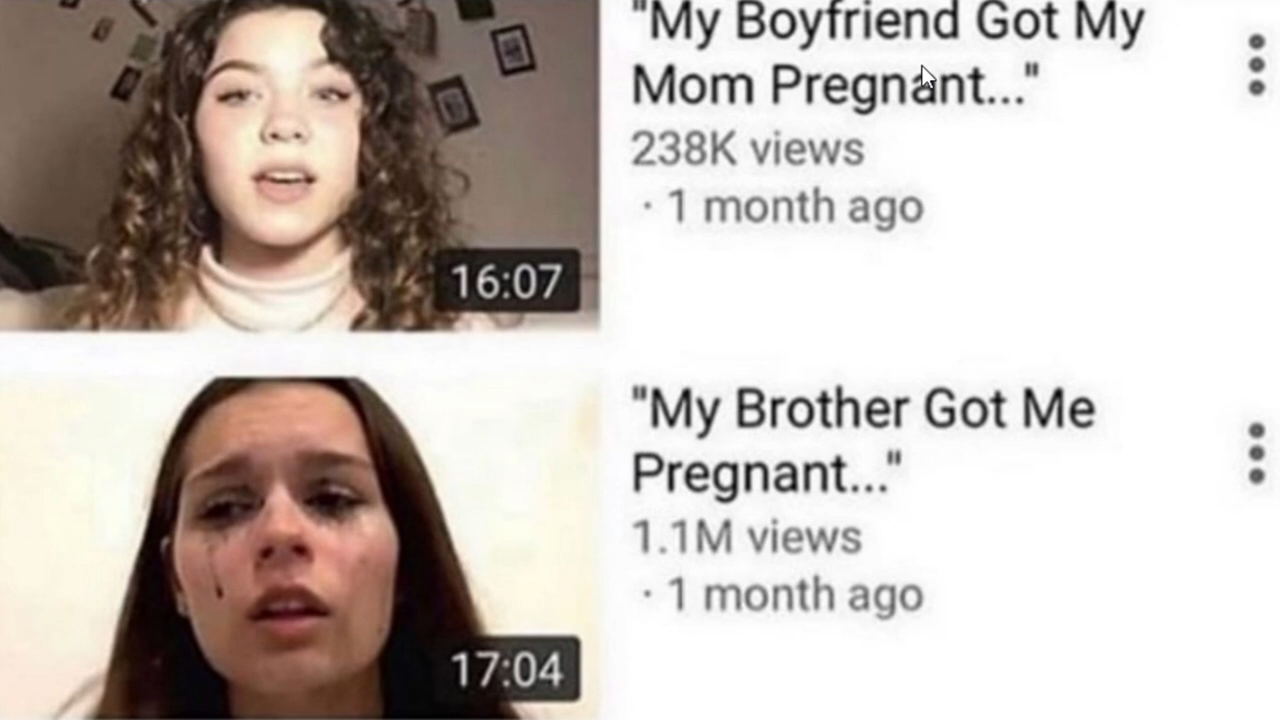 "My Boyfriend Got My
Mom Pregnant..."
238K views
· 1 month ago
16:07
"My Brother Got Me
Pregnant..."
1.1M views
· 1 month ago
17:04